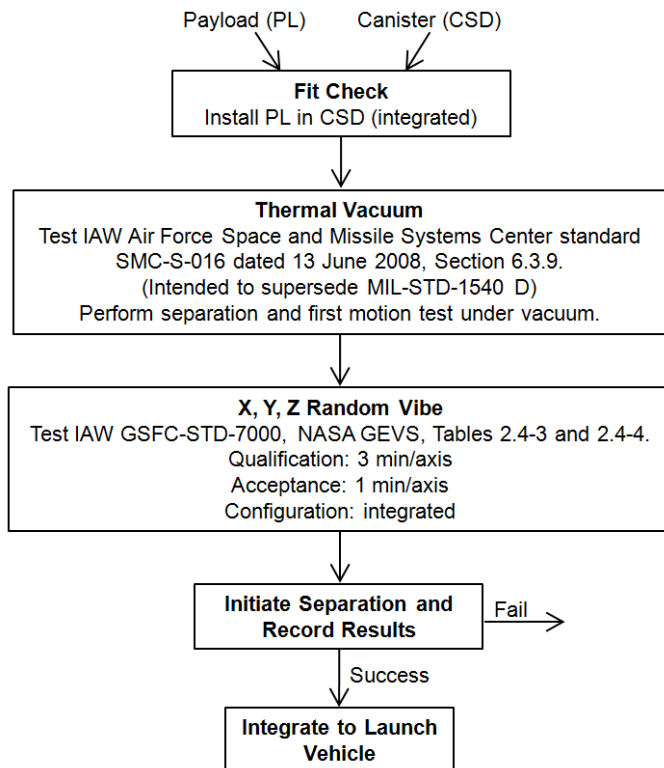 Payload (PL)
Canister (CSD)
Fit Check
Install PL in CSD (integrated)
Thermal Vacuum
Test IAW Air Force Space and Missile Systems Center standard
SMC-S-016 dated 13 June 2008, Section 6.3.9.
(Intended to supersede MIL-STD-1540 D)
Perform separation and first motion test under vacuum.
X, Y, Z Random Vibe
Test IAW GSFC-STD-7000, NASA GEVS, Tables 2.4-3 and 2.4-4.
Qualification: 3 min/axis
Acceptance: 1 min/axis
Configuration: integrated
Initiate Separation and
Record Results
Fail
Success
Integrate to Launch
Vehicle